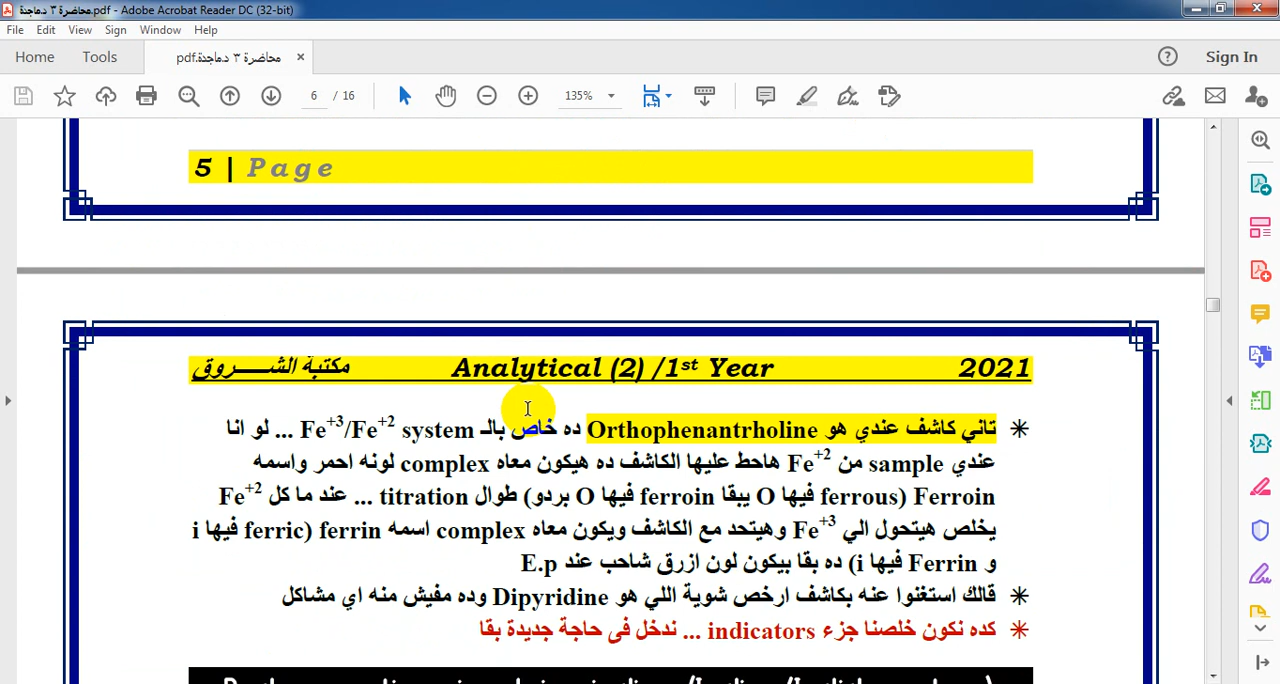 محاضرة ٣ د.ماجدة.pdf - Adobe Acrobat Reader DC (32-bit)
File Edit View Sign Window Help
Home Tools محاضرة ٣ د.ماجدة.pdf × Sign In
6 / 16 135%
5 | Page
مكتبة الشـــــروق Analytical (2) /1st Year 2021
✳ تاني كاشف عندي هو Orthophenantrholine ده خاص بالـ Fe+3/Fe+2 system ... لو انا
عندي sample من Fe+2 هاحط عليها الكاشف ده هيكون معاه complex لونه احمر واسمه
Ferroin (ferrous فيها O يبقا ferroin فيها O بردو) طوال titration ... عند ما كل Fe+2
يخلص هيتحول الي Fe+3 وهيتحد مع الكاشف ويكون معاه complex اسمه ferrin (ferric فيها i
و Ferrin فيها i) ده بقا بيكون لون ازرق شاحب عند E.p
✳ قالك استغنوا عنه بكاشف ارخص شوية اللي هو Dipyridine وده مفيش منه اي مشاكل
✳ كده نكون خلصنا جزء indicators ... ندخل في حاجة جديدة بقا